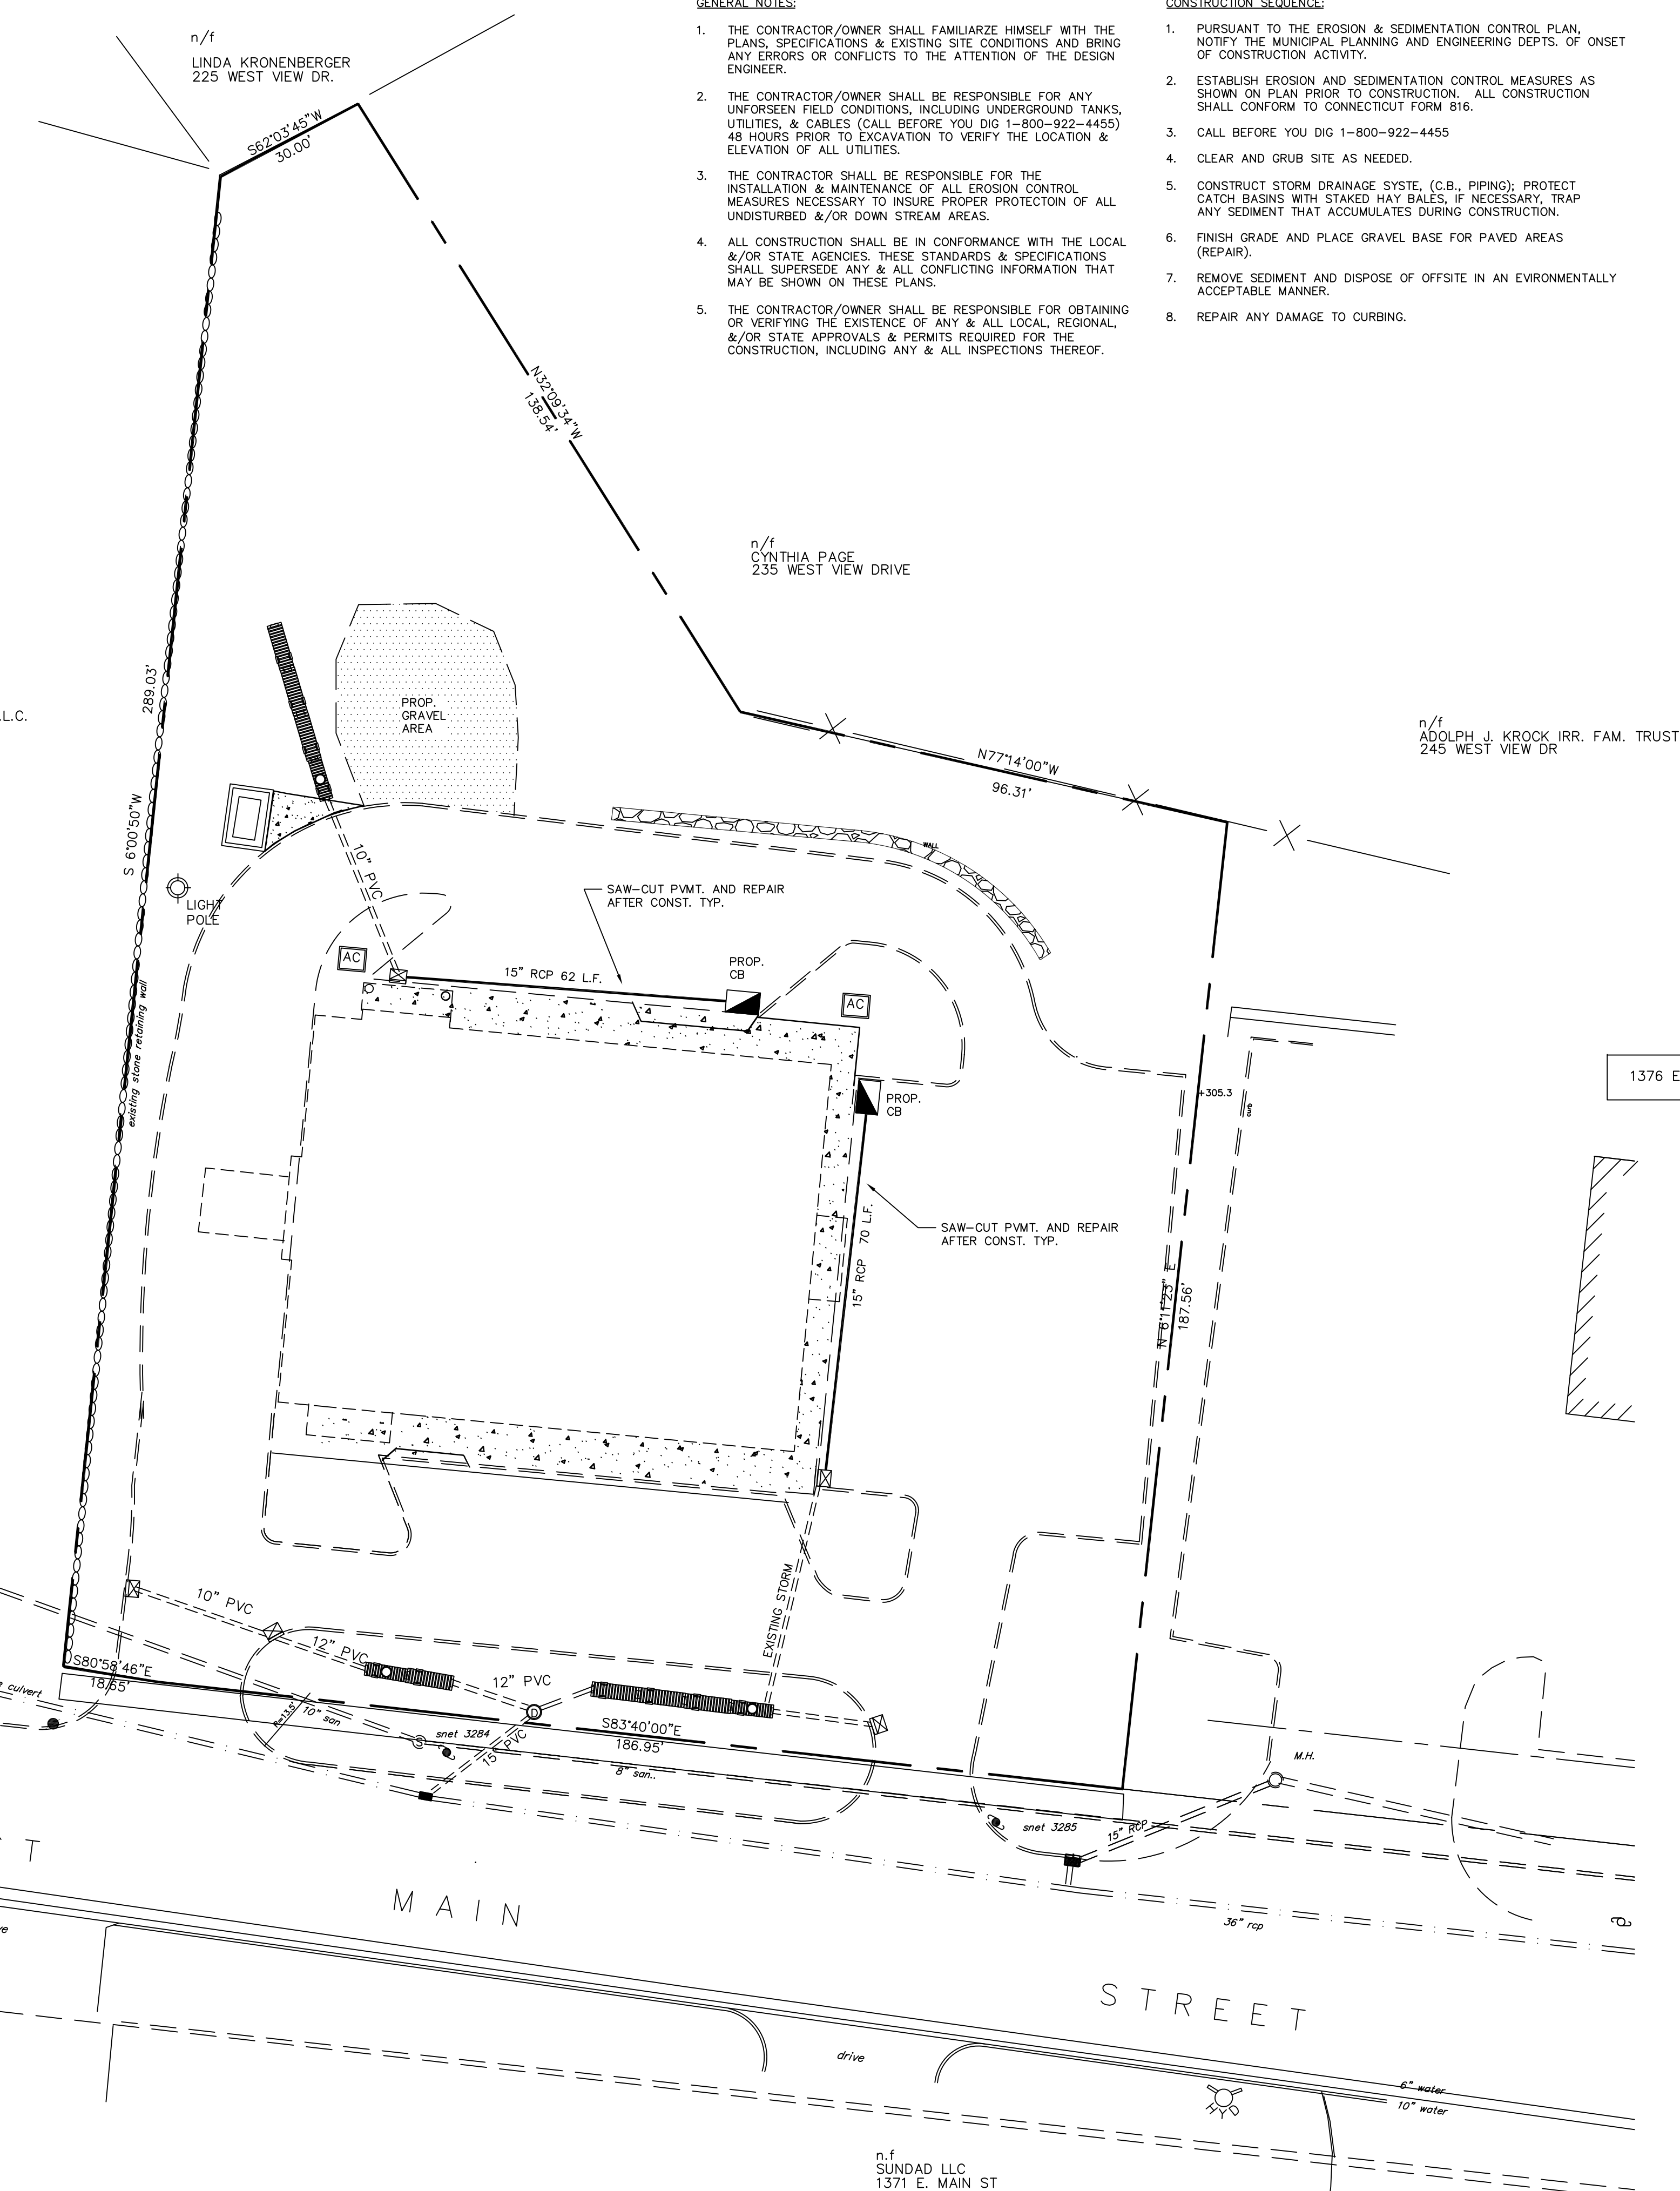 GENERAL NOTES:
1. THE CONTRACTOR/OWNER SHALL FAMILIARZE HIMSELF WITH THE
PLANS, SPECIFICATIONS & EXISTING SITE CONDITIONS AND BRING
ANY ERRORS OR CONFLICTS TO THE ATTENTION OF THE DESIGN
ENGINEER.
2. THE CONTRACTOR/OWNER SHALL BE RESPONSIBLE FOR ANY
UNFORSEEN FIELD CONDITIONS, INCLUDING UNDERGROUND TANKS,
UTILITIES, & CABLES (CALL BEFORE YOU DIG 1-800-922-4455)
48 HOURS PRIOR TO EXCAVATION TO VERIFY THE LOCATION &
ELEVATION OF ALL UTILITIES.
3. THE CONTRACTOR SHALL BE RESPONSIBLE FOR THE
INSTALLATION & MAINTENANCE OF ALL EROSION CONTROL
MEASURES NECESSARY TO INSURE PROPER PROTECTOIN OF ALL
UNDISTURBED &/OR DOWN STREAM AREAS.
4. ALL CONSTRUCTION SHALL BE IN CONFORMANCE WITH THE LOCAL
&/OR STATE AGENCIES. THESE STANDARDS & SPECIFICATIONS
SHALL SUPERSEDE ANY & ALL CONFLICTING INFORMATION THAT
MAY BE SHOWN ON THESE PLANS.
5. THE CONTRACTOR/OWNER SHALL BE RESPONSIBLE FOR OBTAINING
OR VERIFYING THE EXISTENCE OF ANY & ALL LOCAL, REGIONAL,
&/OR STATE APPROVALS & PERMITS REQUIRED FOR THE
CONSTRUCTION, INCLUDING ANY & ALL INSPECTIONS THEREOF.
CONSTRUCTION SEQUENCE:
1. PURSUANT TO THE EROSION & SEDIMENTATION CONTROL PLAN,
NOTIFY THE MUNICIPAL PLANNING AND ENGINEERING DEPTS. OF ONSET
OF CONSTRUCTION ACTIVITY.
2. ESTABLISH EROSION AND SEDIMENTATION CONTROL MEASURES AS
SHOWN ON PLAN PRIOR TO CONSTRUCTION. ALL CONSTRUCTION
SHALL CONFORM TO CONNECTICUT FORM 816.
3. CALL BEFORE YOU DIG 1-800-922-4455
4. CLEAR AND GRUB SITE AS NEEDED.
5. CONSTRUCT STORM DRAINAGE SYSTE, (C.B., PIPING); PROTECT
CATCH BASINS WITH STAKED HAY BALES, IF NECESSARY, TRAP
ANY SEDIMENT THAT ACCUMULATES DURING CONSTRUCTION.
6. FINISH GRADE AND PLACE GRAVEL BASE FOR PAVED AREAS
(REPAIR).
7. REMOVE SEDIMENT AND DISPOSE OF OFFSITE IN AN EVIRONMENTALLY
ACCEPTABLE MANNER.
8. REPAIR ANY DAMAGE TO CURBING.
n/f
LINDA KRONENBERGER
225 WEST VIEW DR.
S62°03'45"W
30.00'
N32°09'34"W
138.54'
n/f
CYNTHIA PAGE
235 WEST VIEW DRIVE
289.03'
S 6°00'50"W
L.C.
PROP.
GRAVEL
AREA
n/f
ADOLPH J. KROCK IRR. FAM. TRUST
245 WEST VIEW DR
N77°14'00"W
96.31'
WALL
10" PVC
LIGHT
POLE
SAW-CUT PVMT. AND REPAIR
AFTER CONST. TYP.
AC
15" RCP 62 L.F.
PROP.
CB
AC
existing stone retaining wall
PROP.
CB
+305.3
curb
1376 E
15" RCP 70 L.F.
SAW-CUT PVMT. AND REPAIR
AFTER CONST. TYP.
N 6°11'23" E
187.56'
EXISTING STORM
10" PVC
12" PVC
12" PVC
S80°58'46"E
18.65'
culvert
R=13.5'
10" san
S
snet 3284
15" PVC
D
S83°40'00"E
186.95'
8" san..
M.H.
snet 3285
15" RCP
36" rcp
T
MAIN
STREET
drive
HYD
6" water
10" water
n.f
SUNDAD LLC
1371 E. MAIN ST